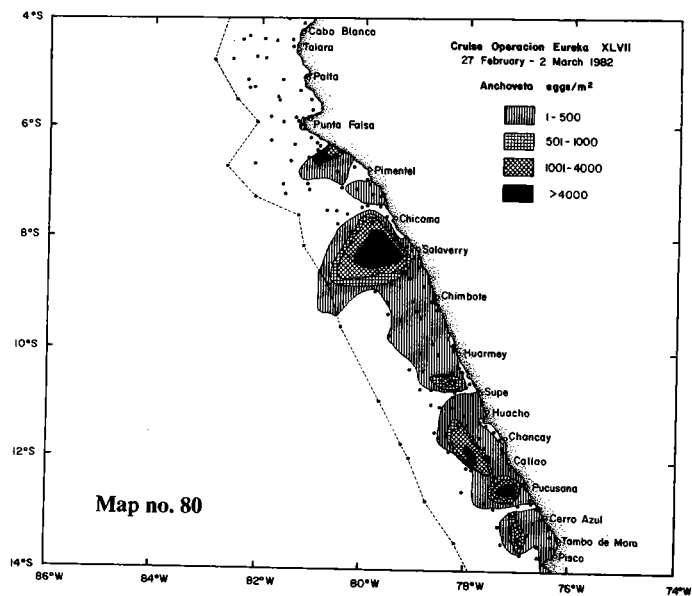 4°S
Cabo Blanco
Talara
Paita
Punta Falsa
6°S
Pimentel
Chicama
8°S
Salaverry
Chimbote
10°S
Huarmey
Supe
Huacho
Chancay
12°S
Callao
Pucusana
Cerro Azul
Tambo de Mora
Pisco
14°S
86°W
84°W
82°W
80°W
78°W
76°W
74°W
Cruise Operacion Eureka XLVII
27 February - 2 March 1982
Anchoveta eggs/m²
1 - 500
501 - 1000
1001 - 4000
>4000
Map no. 80